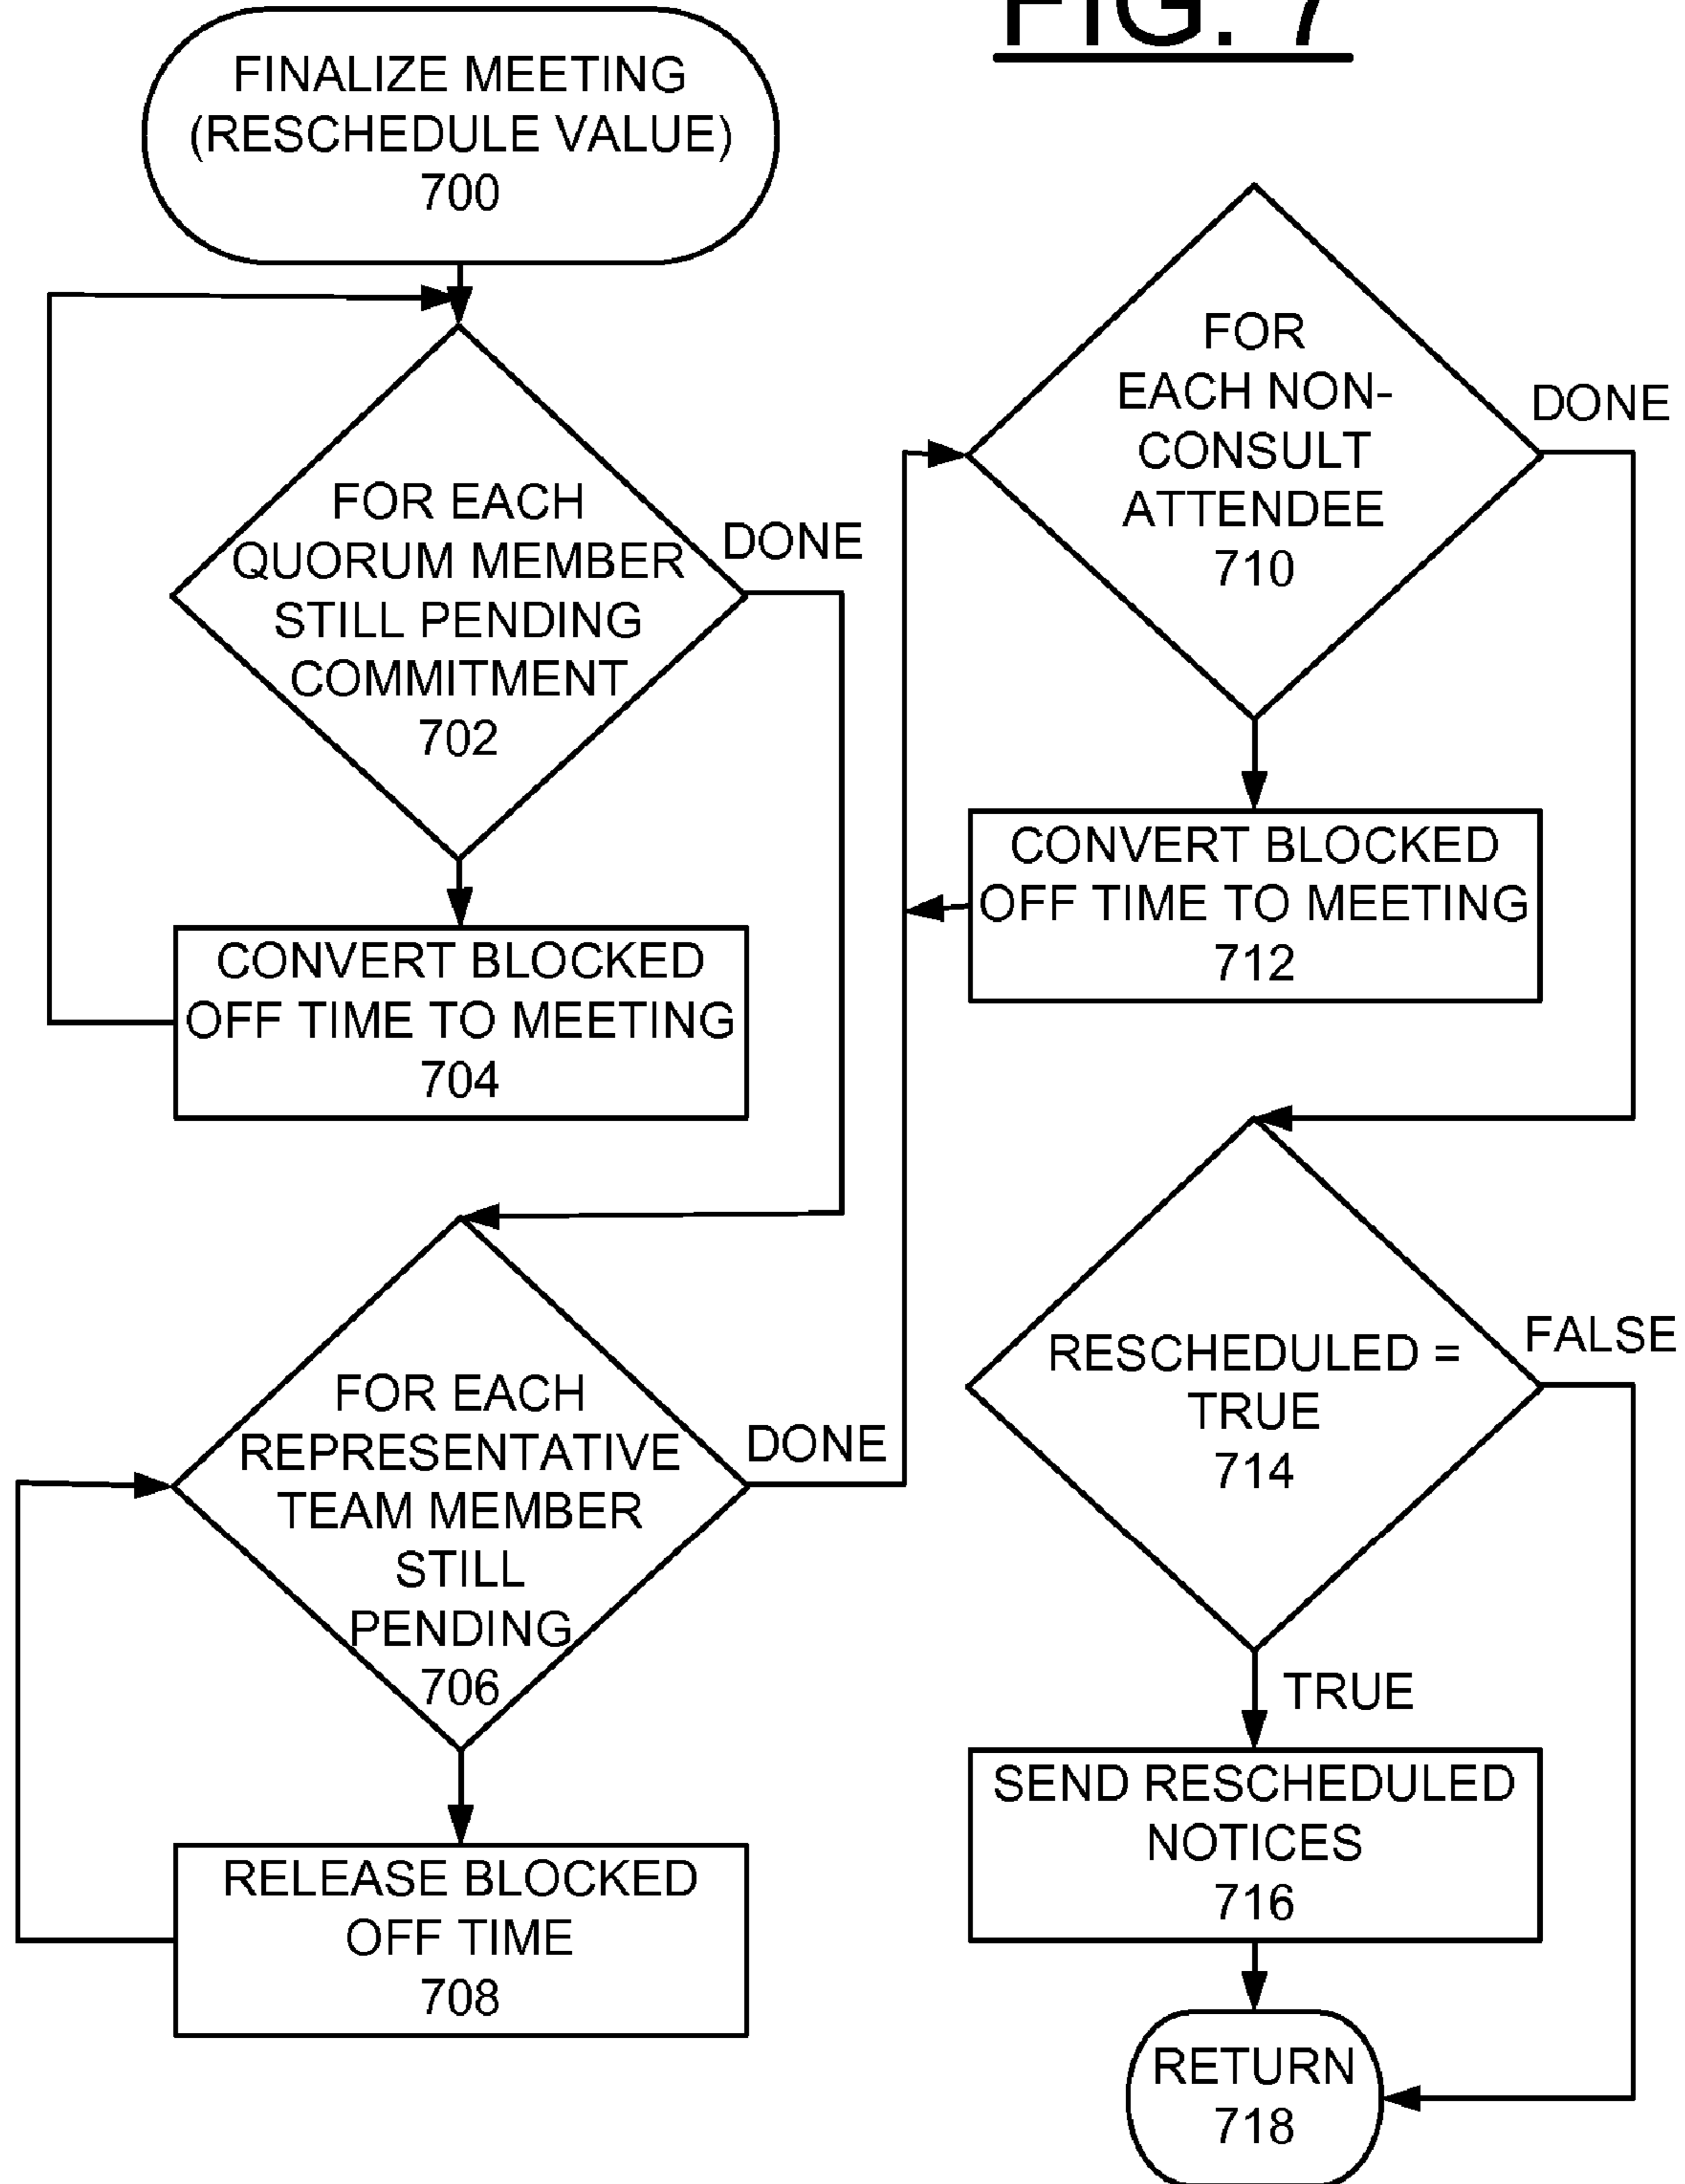 FIG. 7
FINALIZE MEETING
(RESCHEDULE VALUE)
700
FOR EACH
QUORUM MEMBER
STILL PENDING
COMMITMENT
702
DONE
CONVERT BLOCKED
OFF TIME TO MEETING
704
FOR EACH
REPRESENTATIVE
TEAM MEMBER
STILL
PENDING
706
DONE
RELEASE BLOCKED
OFF TIME
708
FOR
EACH NON-
CONSULT
ATTENDEE
710
DONE
CONVERT BLOCKED
OFF TIME TO MEETING
712
RESCHEDULED =
TRUE
714
FALSE
TRUE
SEND RESCHEDULED
NOTICES
716
RETURN
718